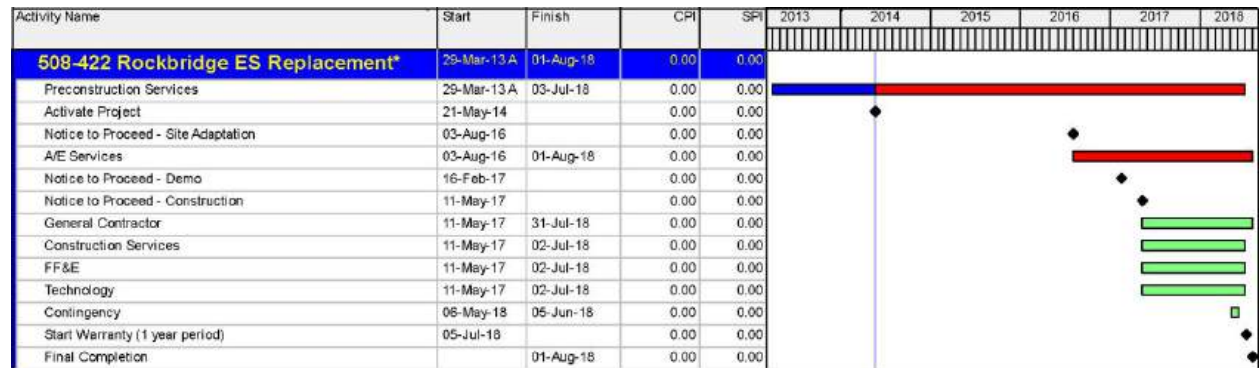 Activity Name Start Finish CPI SPI 2013 2014 2015 2016 2017 2018
508-422 Rockbridge ES Replacement* 29-Mar-13 A 01-Aug-18 0.00 0.00
Preconstruction Services 29-Mar-13 A 03-Jul-18 0.00 0.00
Activate Project 21-May-14 0.00 0.00
Notice to Proceed - Site Adaptation 03-Aug-16 0.00 0.00
A/E Services 03-Aug-16 01-Aug-18 0.00 0.00
Notice to Proceed - Demo 16-Feb-17 0.00 0.00
Notice to Proceed - Construction 11-May-17 0.00 0.00
General Contractor 11-May-17 31-Jul-18 0.00 0.00
Construction Services 11-May-17 02-Jul-18 0.00 0.00
FF&E 11-May-17 02-Jul-18 0.00 0.00
Technology 11-May-17 02-Jul-18 0.00 0.00
Contingency 06-May-18 05-Jun-18 0.00 0.00
Start Warranty (1 year period) 05-Jul-18 0.00 0.00
Final Completion 01-Aug-18 0.00 0.00